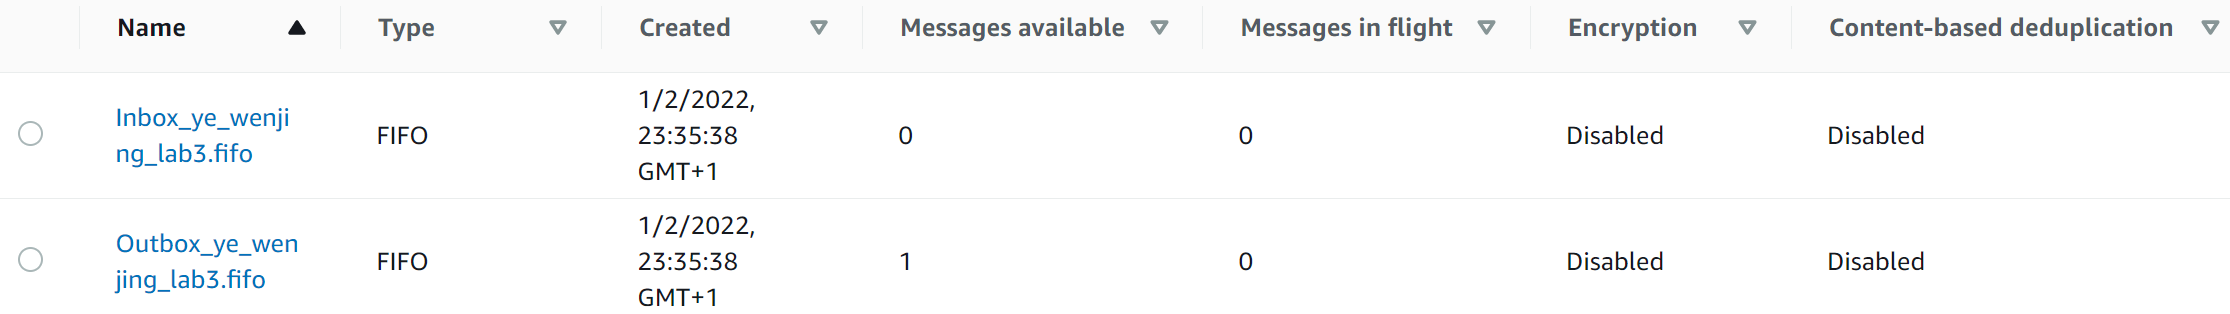 Name Type Created Messages available Messages in flight Encryption Content-based deduplication
Inbox_ye_wenji
ng_lab3.fifo
FIFO
1/2/2022,
23:35:38
GMT+1
0
0
Disabled
Disabled
Outbox_ye_wen
jing_lab3.fifo
FIFO
1/2/2022,
23:35:38
GMT+1
1
0
Disabled
Disabled